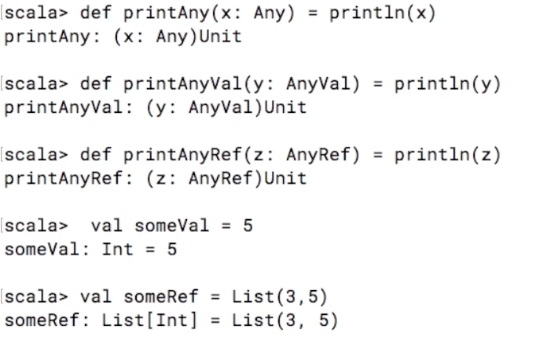 scala> def printAny(x: Any) = println(x)
printAny: (x: Any)Unit
scala> def printAnyVal(y: AnyVal) = println(y)
printAnyVal: (y: AnyVal)Unit
scala> def printAnyRef(z: AnyRef) = println(z)
printAnyRef: (z: AnyRef)Unit
scala>  val someVal = 5
someVal: Int = 5
scala> val someRef = List(3,5)
someRef: List[Int] = List(3, 5)